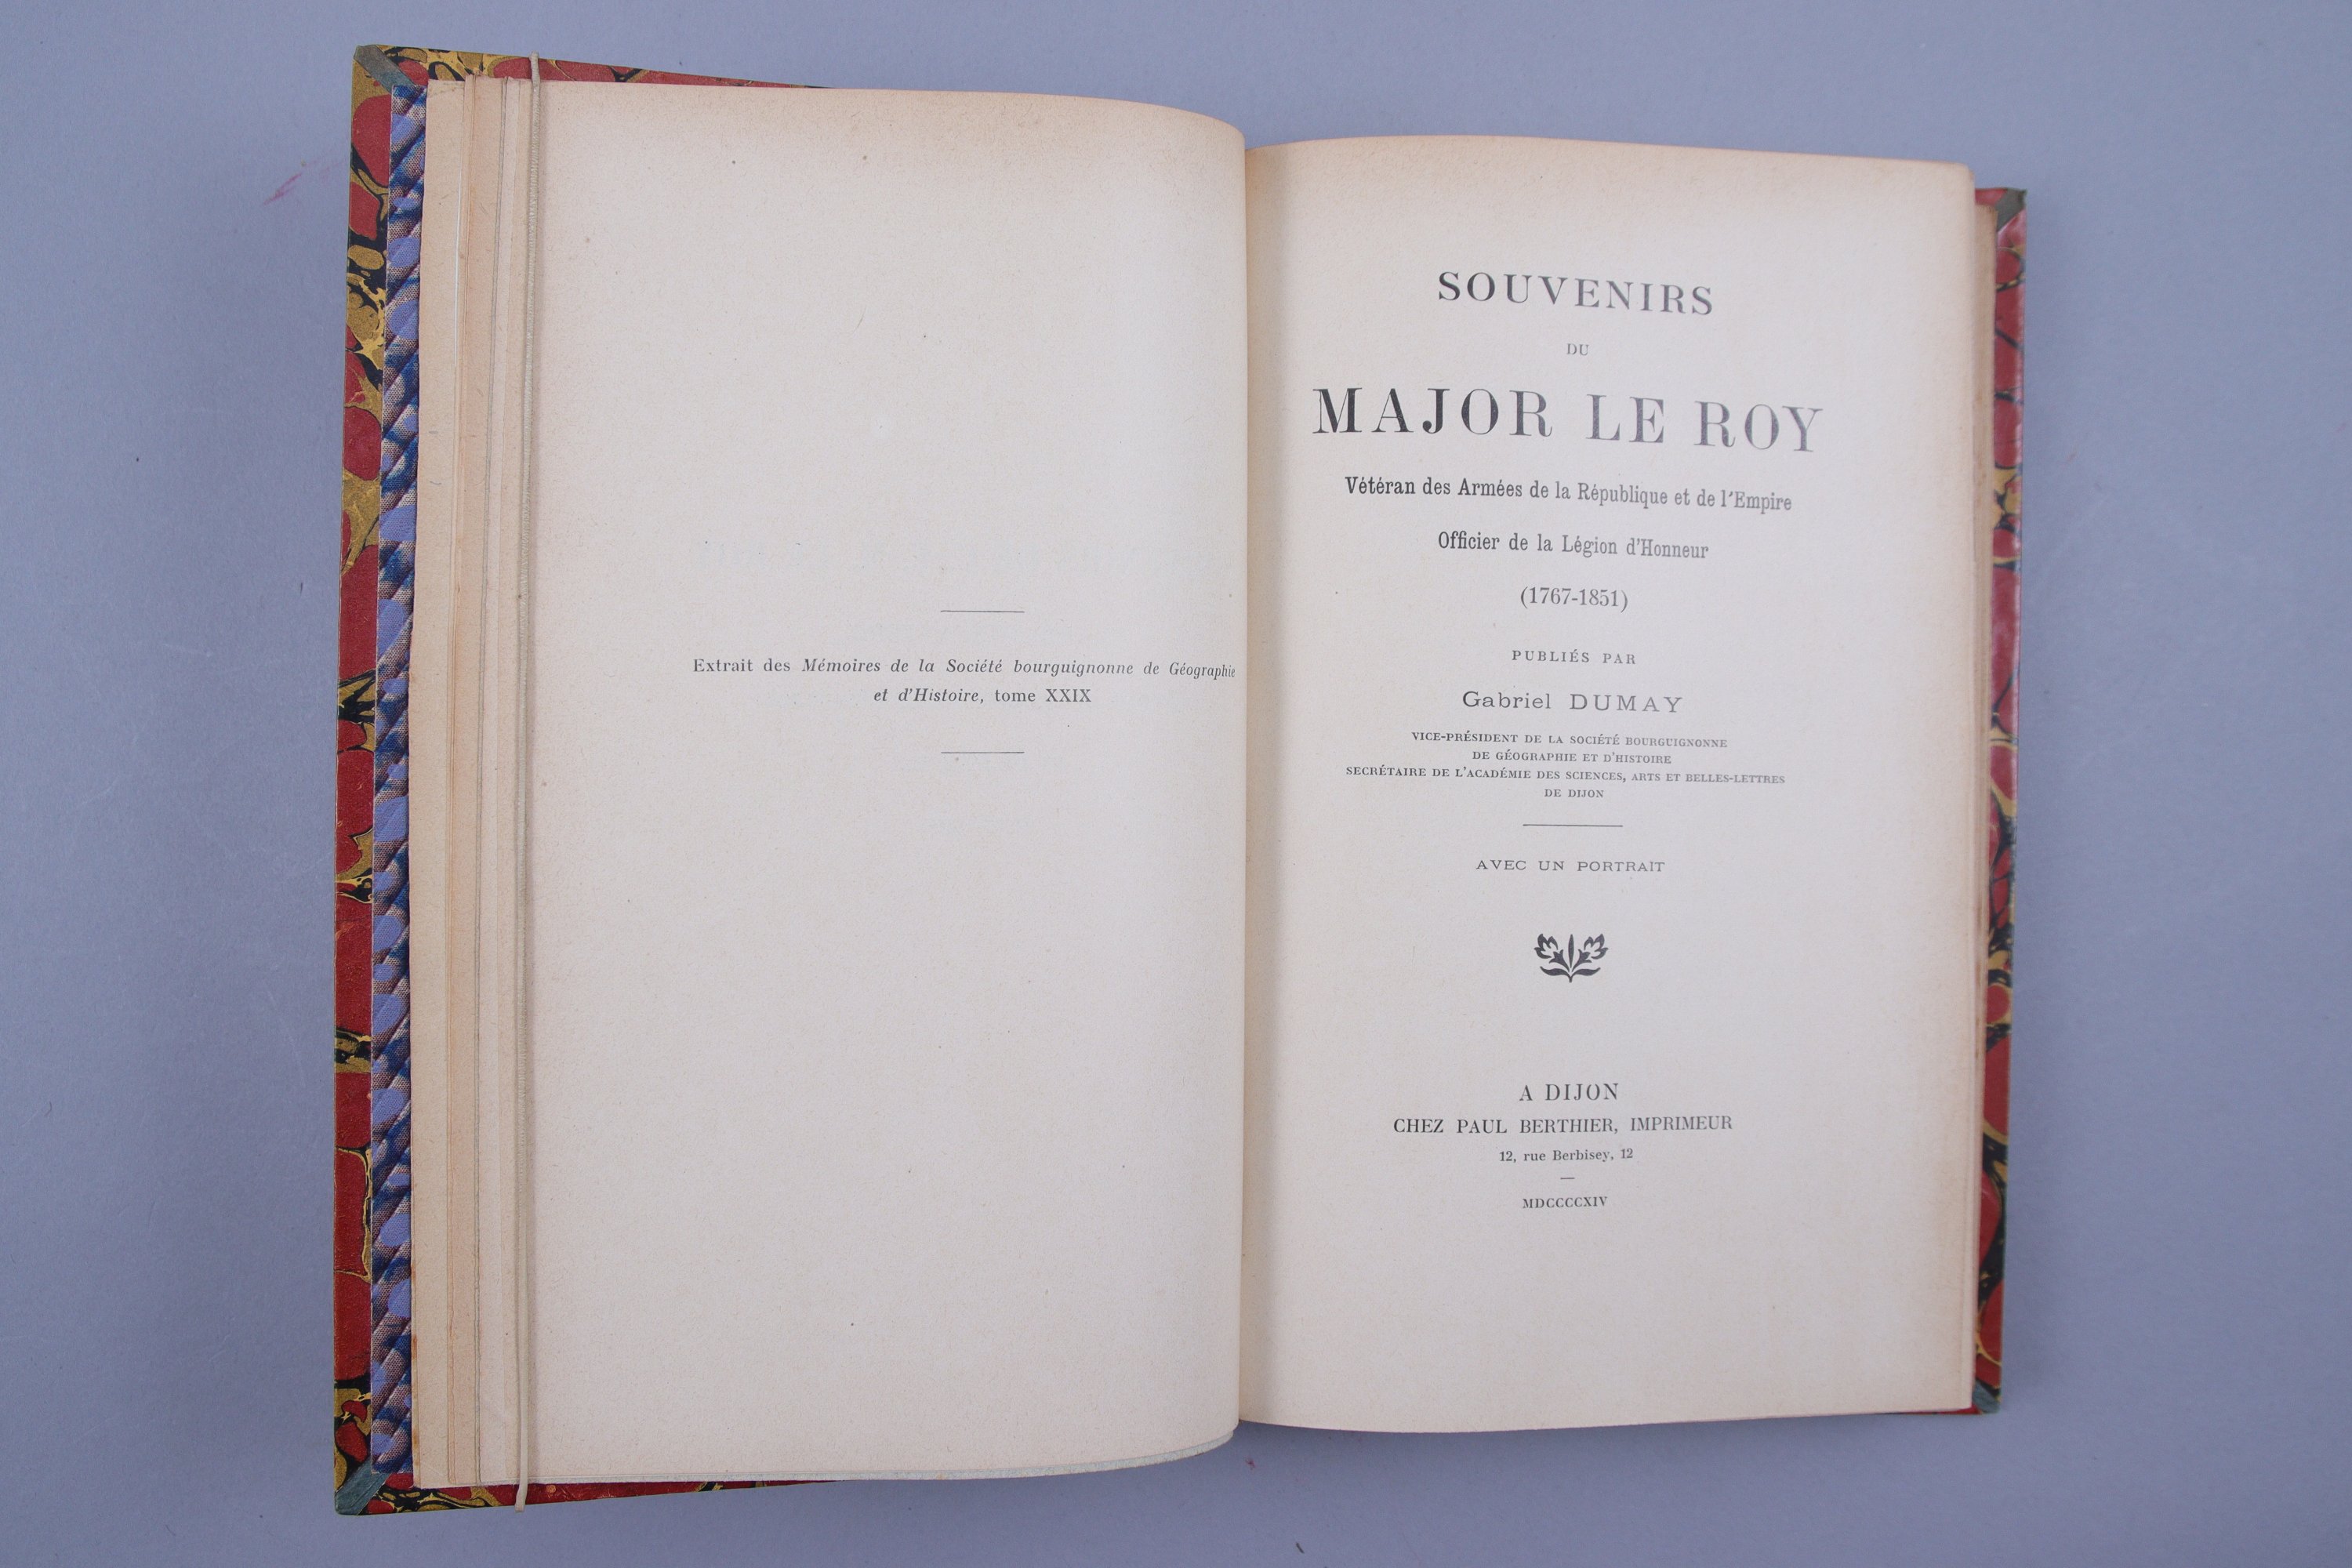 Extrait des Mémoires de la Société bourguignonne de Géographie
et d'Histoire, tome XXIX
SOUVENIRS
DU
MAJOR LE ROY
Vétéran des Armées de la République et de l'Empire
Officier de la Légion d'Honneur
(1767-1851)
PUBLIÉS PAR
Gabriel DUMAY
VICE-PRÉSIDENT DE LA SOCIÉTÉ BOURGUIGNONNE
DE GÉOGRAPHIE ET D'HISTOIRE
SECRÉTAIRE DE L'ACADÉMIE DES SCIENCES, ARTS ET BELLES-LETTRES
DE DIJON
AVEC UN PORTRAIT
A DIJON
CHEZ PAUL BERTHIER, IMPRIMEUR
12, rue Berbisey, 12
MDCCCCXIV